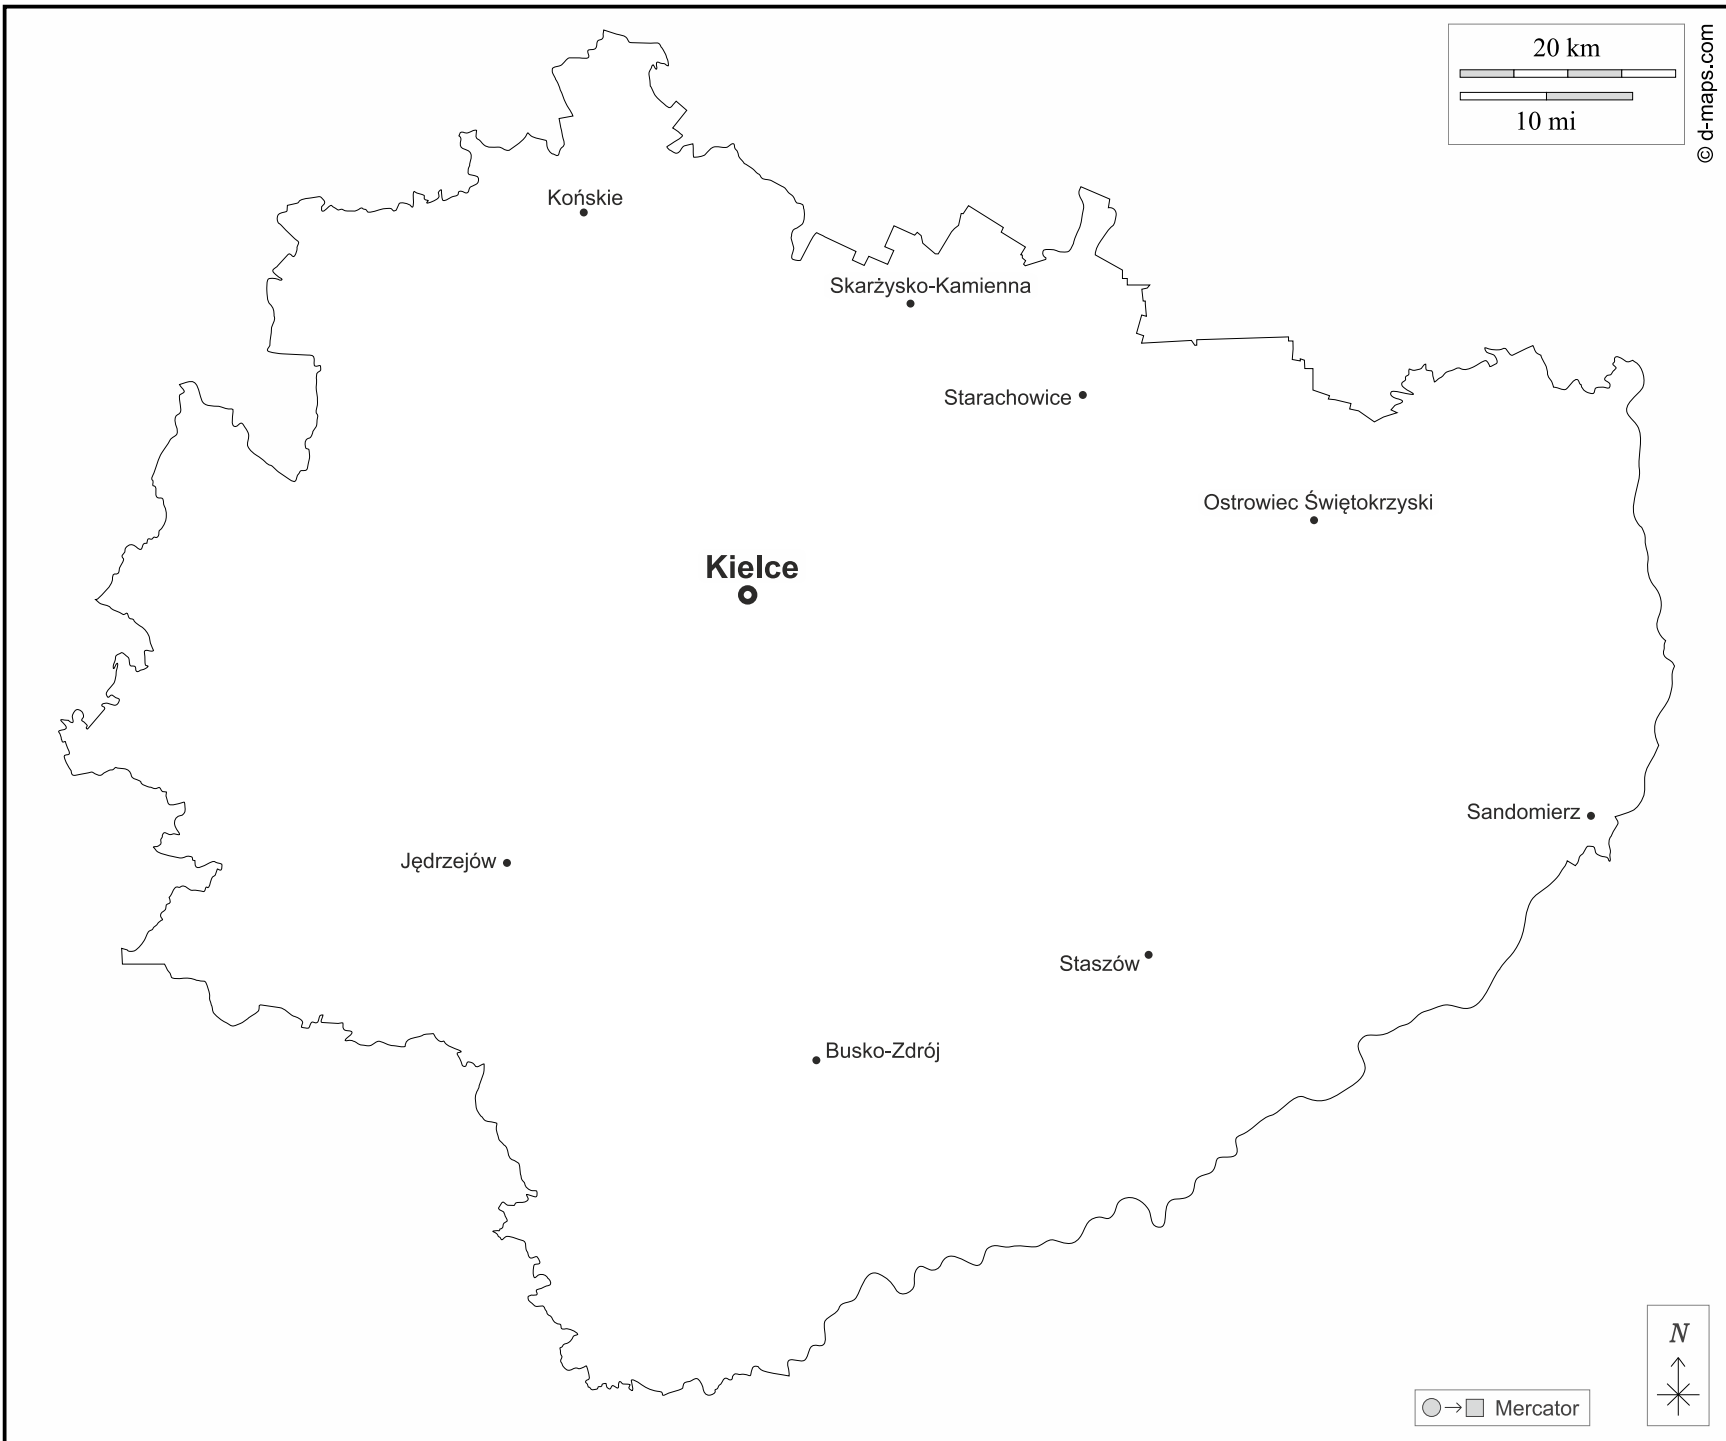 20 km
10 mi
© d-maps.com
Końskie
Skarżysko-Kamienna
Starachowice
Ostrowiec Świętokrzyski
Kielce
Sandomierz
Jędrzejów
Staszów
Busko-Zdrój
N
Mercator